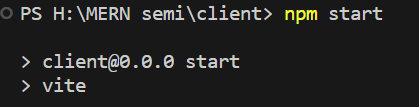 PS H:\MERN semi\client> npm start
> client@0.0.0 start
> vite